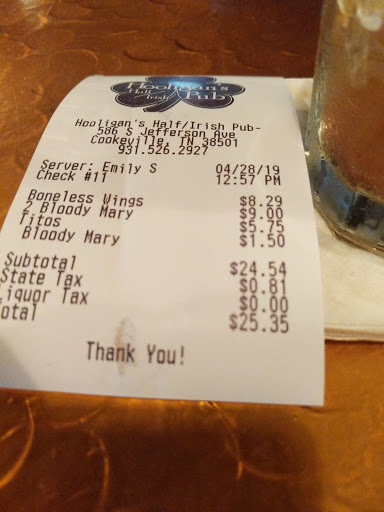 Hooligan's
Half Irish Pub
Hooligan's Half/Irish Pub-
586 S Jefferson Ave
Cookeville, TN 38501
931.526.2927
Server: Emily S 04/28/19
Check #11 12:57 PM
Boneless Wings $8.29
2 Bloody Mary $9.00
Titos $5.75
Bloody Mary $1.50
Subtotal $24.54
State Tax $0.81
iquor Tax $0.00
otal $25.35
Thank You!